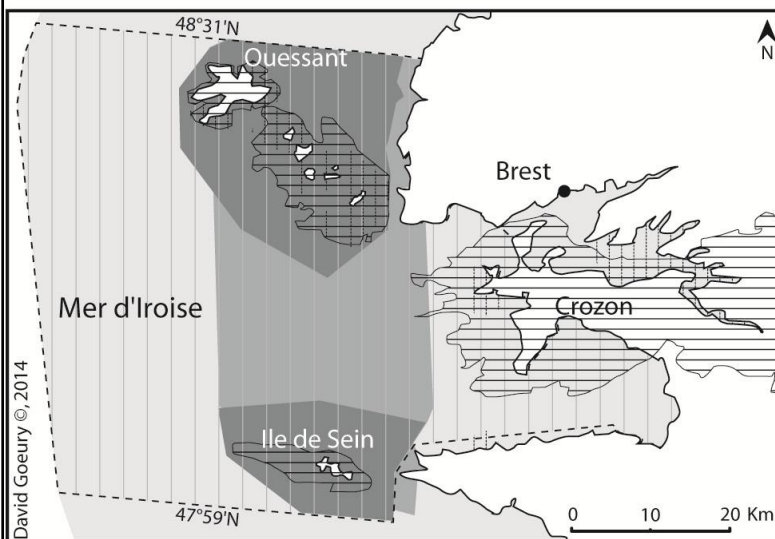 48°31'N
Ouessant
N
Brest
Mer d'Iroise
Crozon
Ile de Sein
47°59'N
0 10 20 Km
David Goeury ©, 2014